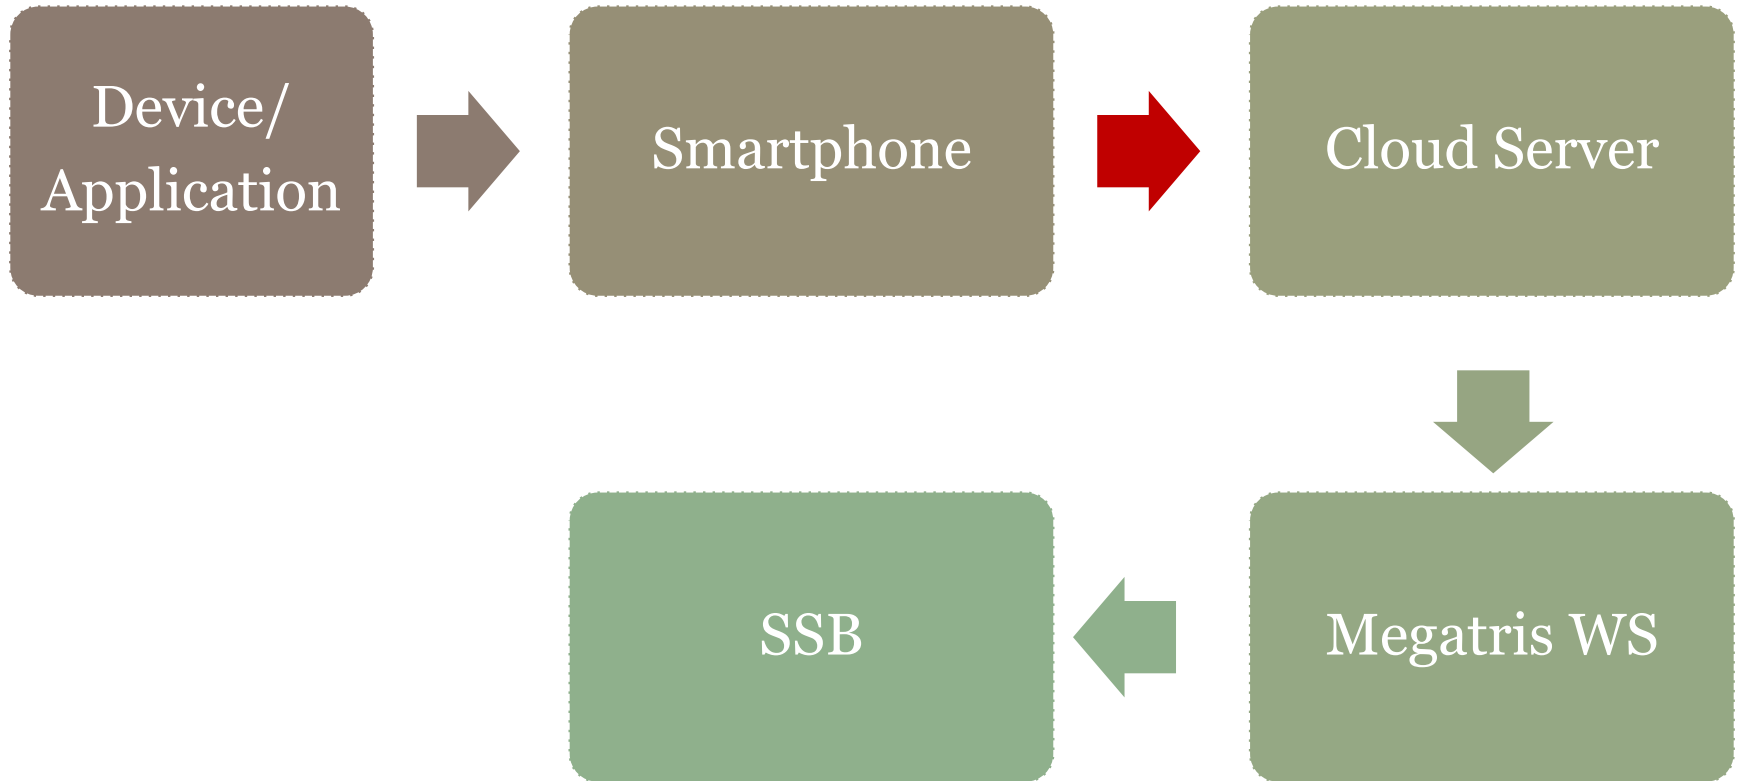 Device/
Application
Smartphone
Cloud Server
SSB
Megatris WS